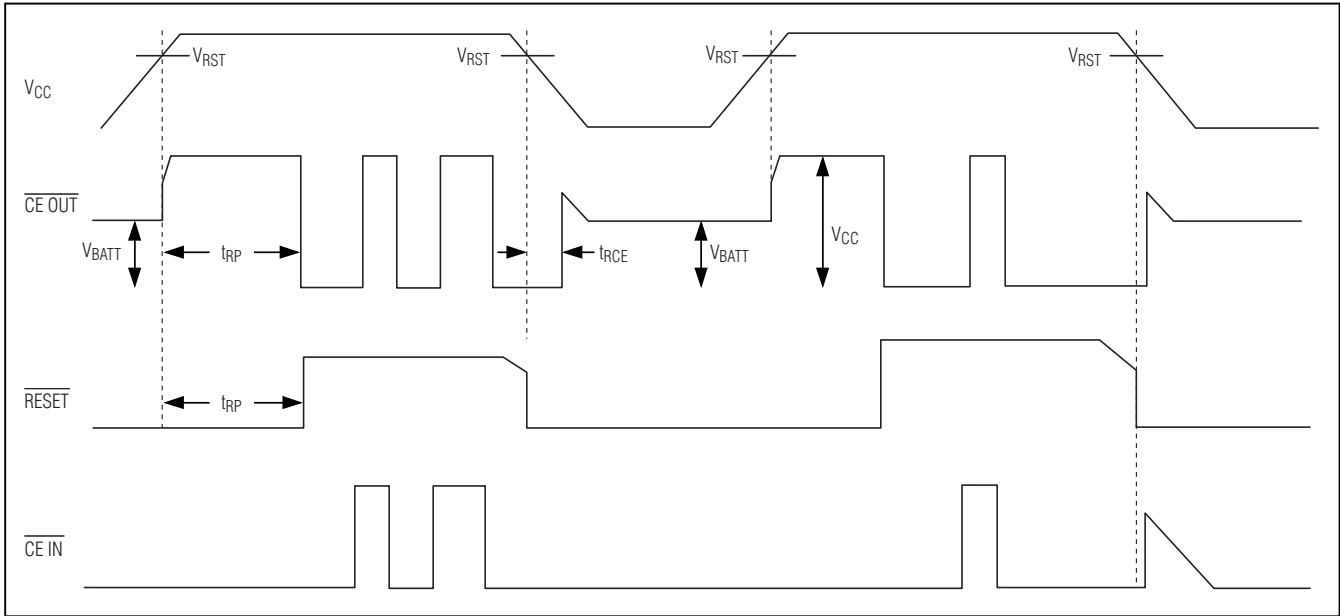 VRST VRST VRST VRST
VCC
CE OUT
VBATT tRP tRCE VBATT VCC
RESET
tRP
CE IN